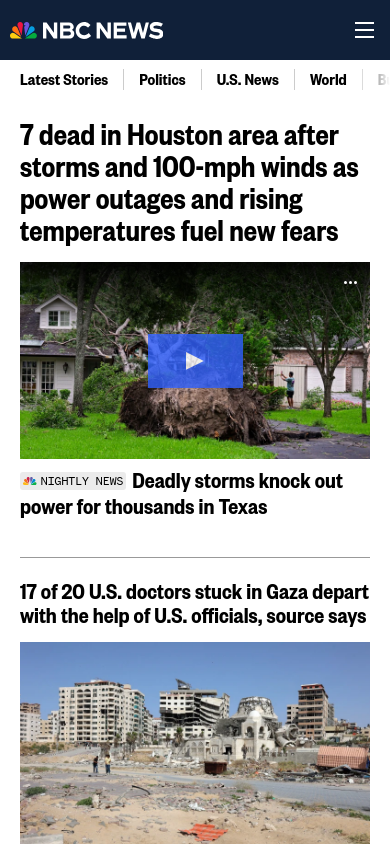 NBC NEWS
Latest Stories
Politics
U.S. News
World
7 dead in Houston area after
storms and 100-mph winds as
power outages and rising
temperatures fuel new fears
NIGHTLY NEWS Deadly storms knock out
power for thousands in Texas
17 of 20 U.S. doctors stuck in Gaza depart
with the help of U.S. officials, source says